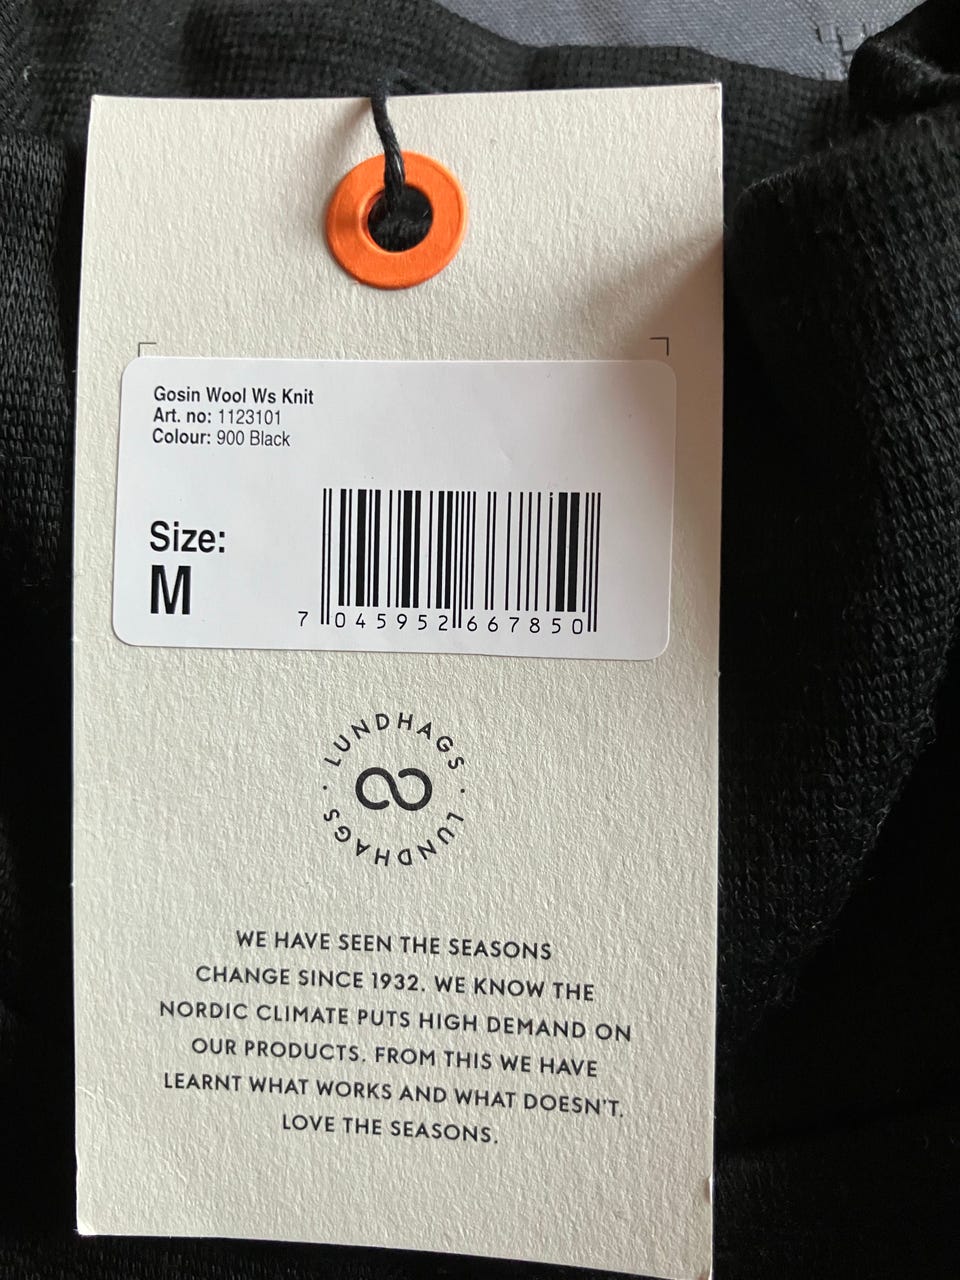 Gosin Wool Ws Knit
Art. no: 1123101
Colour: 900 Black
Size:
M
7 045952 667850
LUNDHAGS · LUNDHAGS ·
WE HAVE SEEN THE SEASONS
CHANGE SINCE 1932. WE KNOW THE
NORDIC CLIMATE PUTS HIGH DEMAND ON
OUR PRODUCTS. FROM THIS WE HAVE
LEARNT WHAT WORKS AND WHAT DOESN'T.
LOVE THE SEASONS.